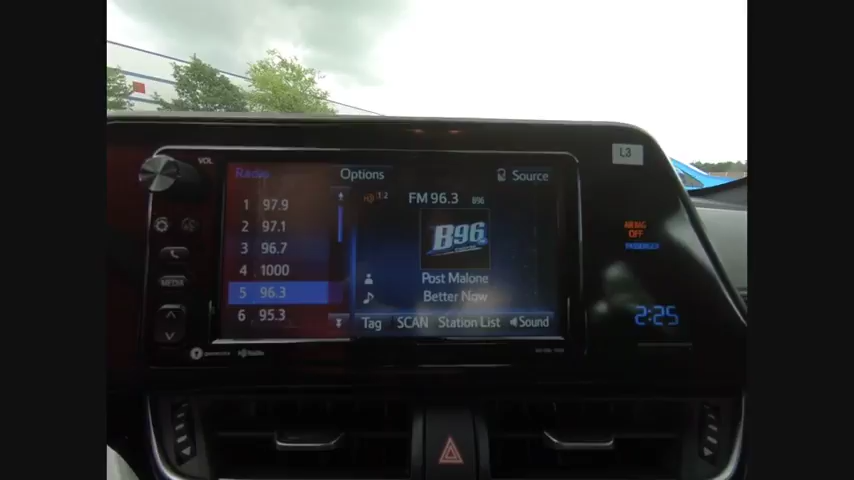 VOL
Radio
Options
Source
L3
1 97.9
2 97.1
3 96.7
4 1000
5 96.3
6 95.3
FM 96.3 B96
B96
Post Malone
Better Now
Tag
SCAN
Station List
Sound
MEDIA
AIRBAG
OFF
PASSENGER
2:25